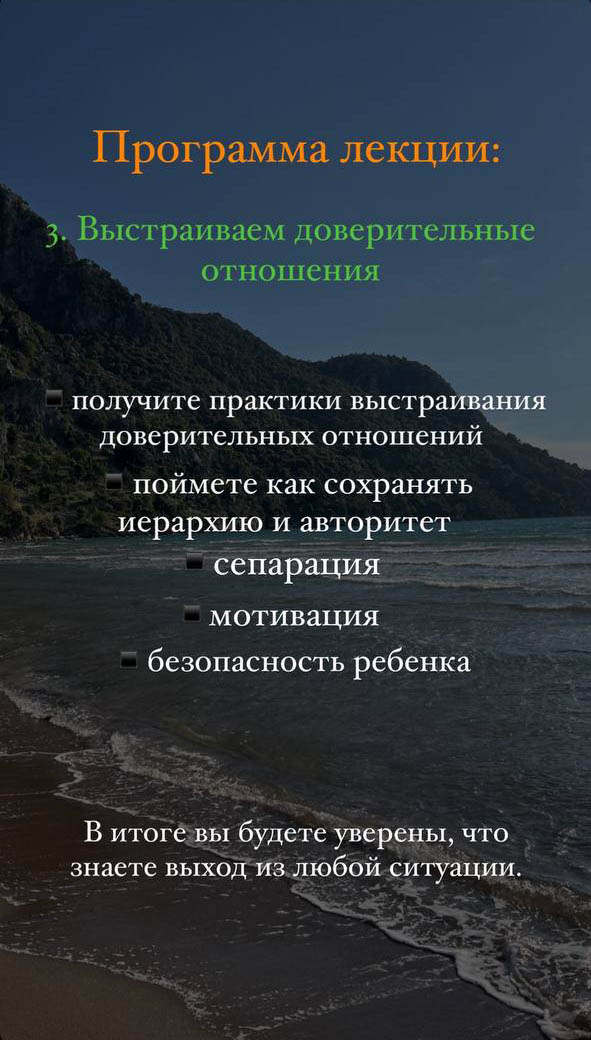 Программа лекции:
3. Выстраиваем доверительные
отношения
▪ получите практики выстраивания
доверительных отношений
▪ поймете как сохранять
иерархию и авторитет
▪ сепарация
▪ мотивация
▪ безопасность ребенка
В итоге вы будете уверены, что
знаете выход из любой ситуации.